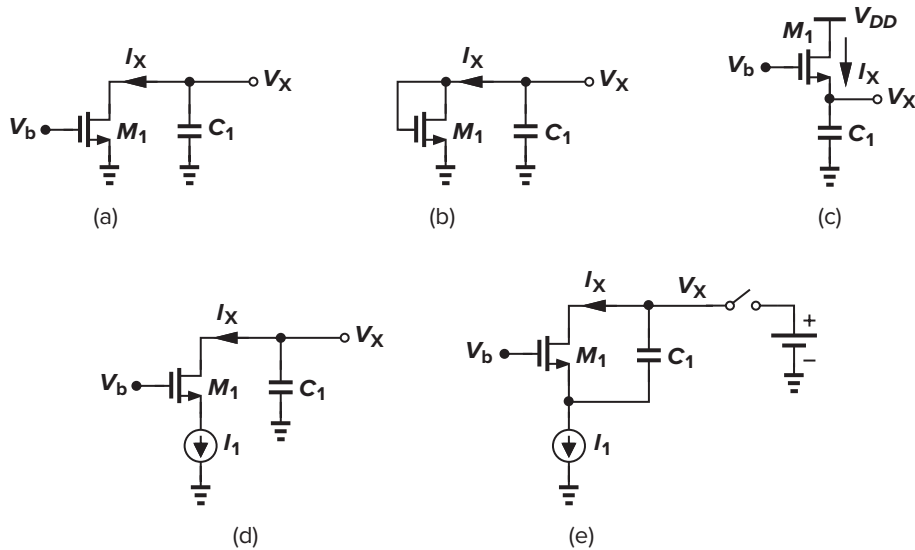 I_X
V_X
V_b
M_1
C_1
(a)
I_X
V_X
M_1
C_1
(b)
V_DD
M_1
V_b
I_X
V_X
C_1
(c)
I_X
V_X
V_b
M_1
C_1
I_1
(d)
I_X
V_X
V_b
M_1
C_1
+
−
I_1
(e)